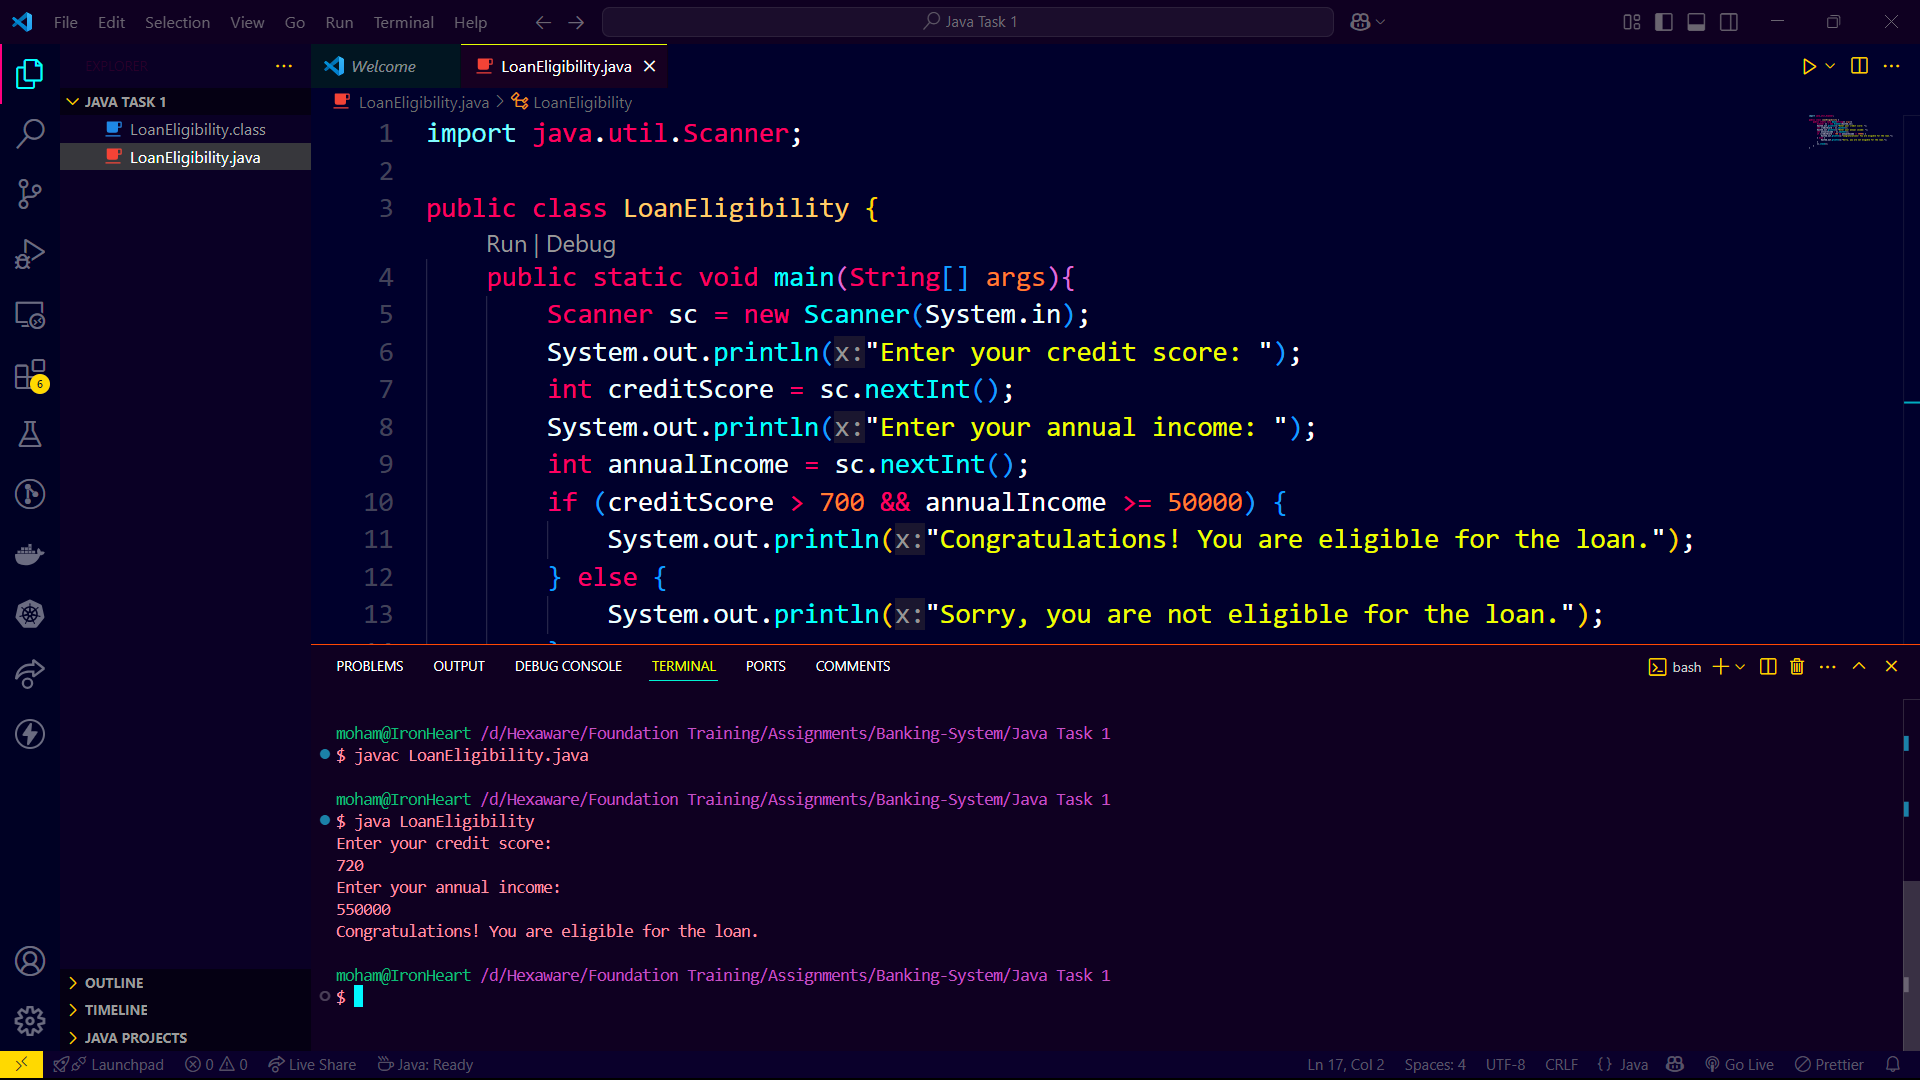 File Edit Selection View Go Run Terminal Help
Java Task 1
EXPLORER
JAVA TASK 1
LoanEligibility.class
LoanEligibility.java
6
OUTLINE
TIMELINE
JAVA PROJECTS
Welcome
LoanEligibility.java
LoanEligibility.java > LoanEligibility
1 import java.util.Scanner;
2
3 public class LoanEligibility {
Run | Debug
4 public static void main(String[] args){
5 Scanner sc = new Scanner(System.in);
6 System.out.println(x:"Enter your credit score: ");
7 int creditScore = sc.nextInt();
8 System.out.println(x:"Enter your annual income: ");
9 int annualIncome = sc.nextInt();
10 if (creditScore > 700 && annualIncome >= 50000) {
11 System.out.println(x:"Congratulations! You are eligible for the loan.");
12 } else {
13 System.out.println(x:"Sorry, you are not eligible for the loan.");
PROBLEMS OUTPUT DEBUG CONSOLE TERMINAL PORTS COMMENTS
bash
moham@IronHeart /d/Hexaware/Foundation Training/Assignments/Banking-System/Java Task 1
$ javac LoanEligibility.java
moham@IronHeart /d/Hexaware/Foundation Training/Assignments/Banking-System/Java Task 1
$ java LoanEligibility
Enter your credit score:
720
Enter your annual income:
550000
Congratulations! You are eligible for the loan.
moham@IronHeart /d/Hexaware/Foundation Training/Assignments/Banking-System/Java Task 1
$
Launchpad 0 0 Live Share Java: Ready
Ln 17, Col 2 Spaces: 4 UTF-8 CRLF {} Java Go Live Prettier